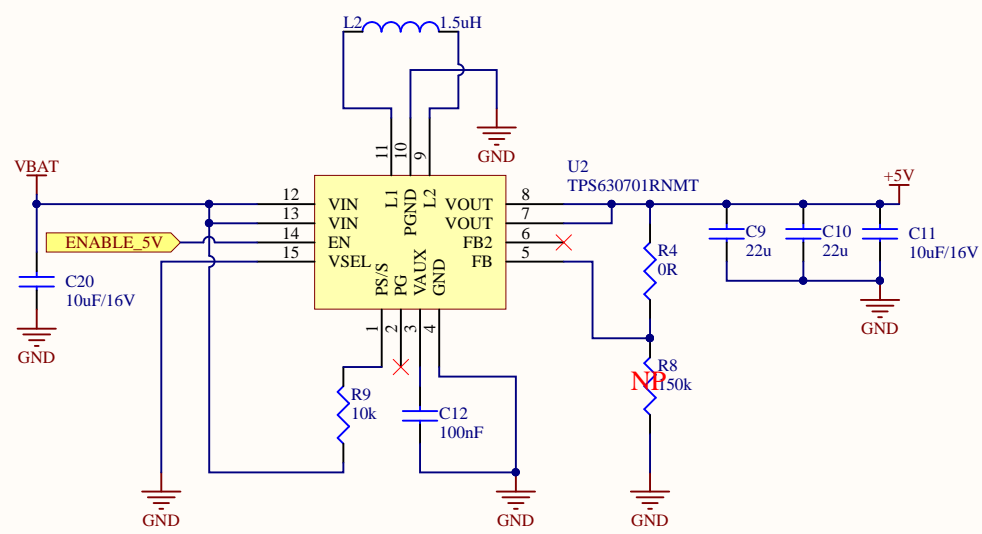 L2
1.5uH
11
10
9
GND
VBAT
U2
TPS630701RNMT
+5V
12
13
14
15
VIN
VIN
EN
VSEL
L1
PGND
L2
VOUT
VOUT
FB2
FB
8
7
6
5
ENABLE_5V
PS/S
PG
VAUX
GND
1
2
3
4
C20
10uF/16V
GND
R4
0R
C9
22u
C10
22u
C11
10uF/16V
GND
R9
10k
C12
100nF
R8
150k
NP
GND
GND
GND